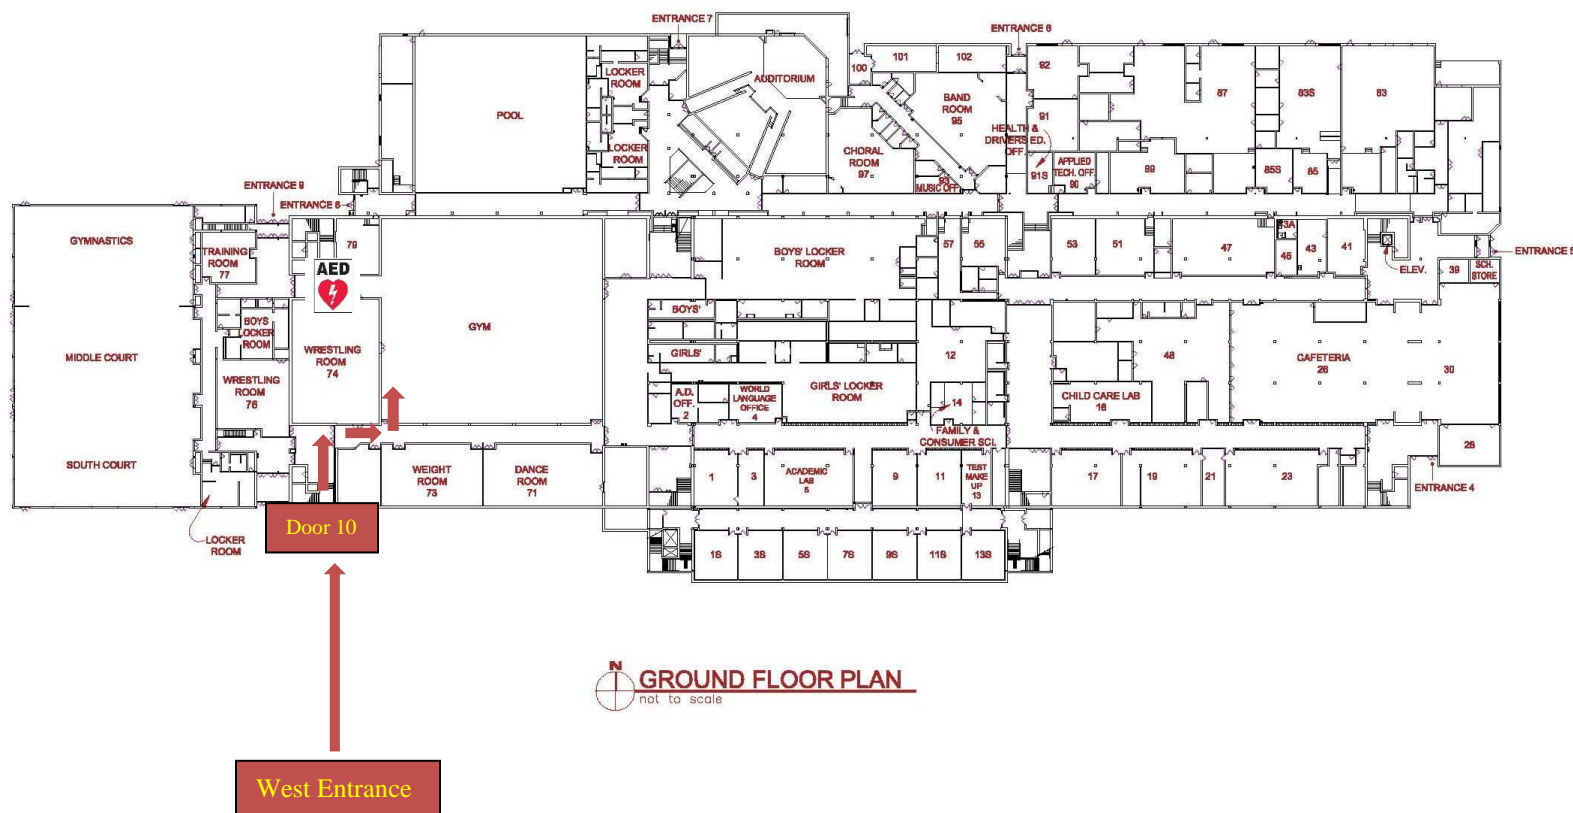 ENTRANCE 7
ENTRANCE 6
LOCKER
ROOM
AUDITORIUM
100
101
102
92
87
83S
83
POOL
BAND
ROOM
95
91
HEALTH &
DRIVERS ED.
OFF.
LOCKER
ROOM
CHORAL
ROOM
97
93
MUSIC OFF.
91S
APPLIED
TECH. OFF.
90
89
85S
85
ENTRANCE 9
ENTRANCE 8
GYMNASTICS
TRAINING
ROOM
77
79
AED
BOYS' LOCKER
ROOM
57
55
53
51
47
43A
45
43
41
ELEV.
ENTRANCE 5
39
SCH.
STORE
BOYS
LOCKER
ROOM
BOYS'
GYM
MIDDLE COURT
WRESTLING
ROOM
74
GIRLS'
12
48
CAFETERIA
26
30
WRESTLING
ROOM
76
A.D.
OFF.
2
WORLD
LANGUAGE
OFFICE
4
GIRLS' LOCKER
ROOM
14
CHILD CARE LAB
16
FAMILY &
CONSUMER SCI.
SOUTH COURT
WEIGHT
ROOM
73
DANCE
ROOM
71
1
3
ACADEMIC
LAB
5
9
11
TEST
MAKE
UP
13
17
19
21
23
28
ENTRANCE 4
Door 10
LOCKER
ROOM
1S
3S
5S
7S
9S
11S
13S
N
GROUND FLOOR PLAN
not to scale
West Entrance